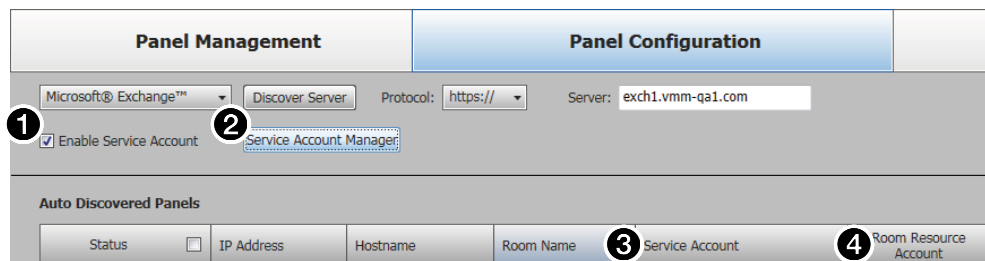 Panel Management Panel Configuration
Microsoft® Exchange™ Discover Server Protocol: https:// Server: exch1.vmm-qa1.com
1 2
Enable Service Account Service Account Manager
Auto Discovered Panels
Status IP Address Hostname Room Name 3 Service Account 4 Room Resource
Account